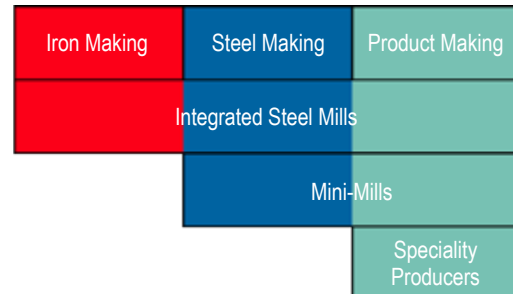 Iron Making
Steel Making
Product Making
Integrated Steel Mills
Mini-Mills
Speciality
Producers